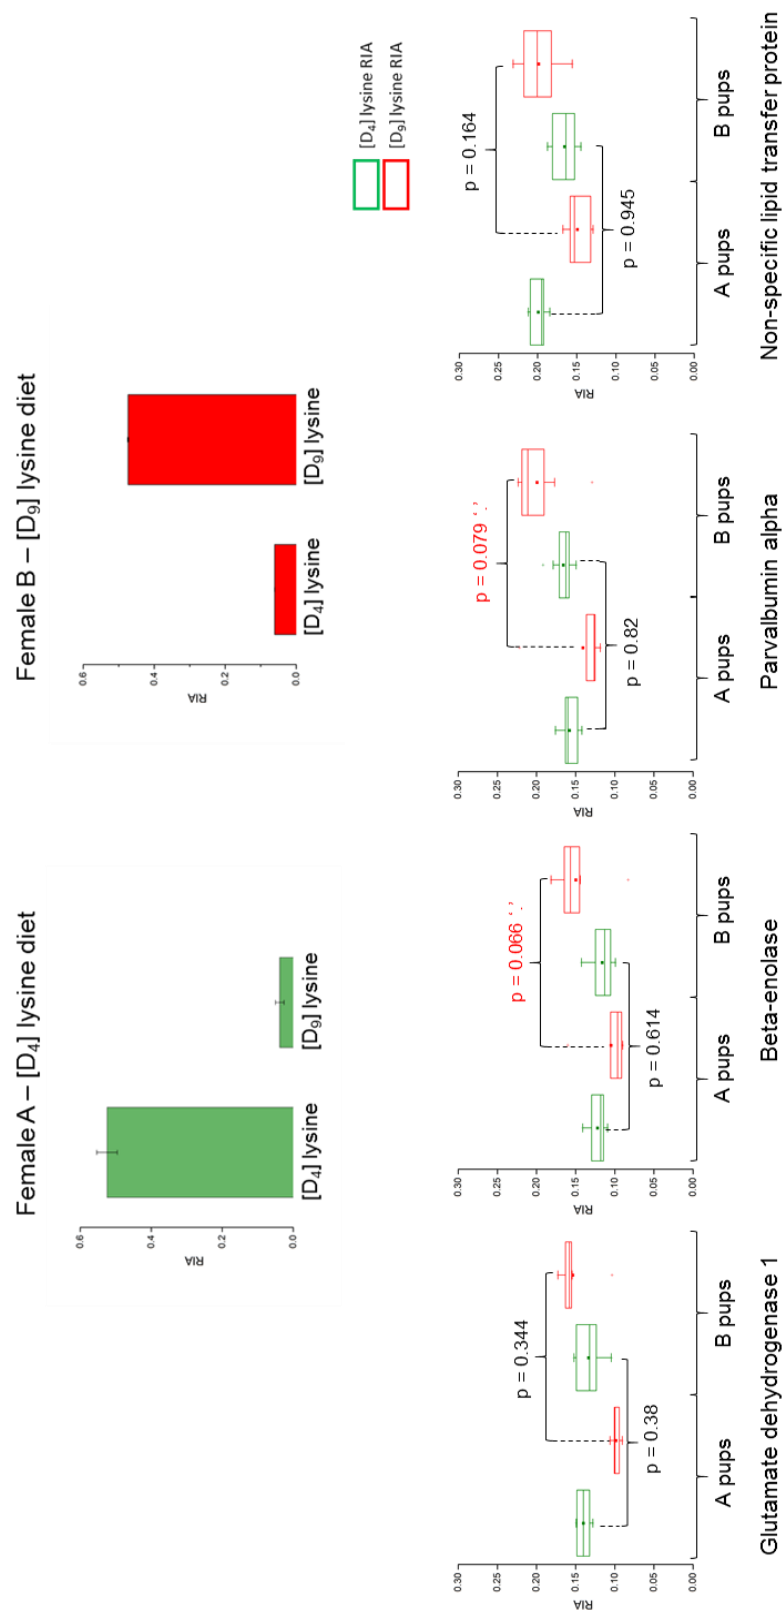 Female A – [D₄] lysine diet
RIA
0.6
0.4
0.2
0.0
[D₄] lysine
[D₉] lysine
Female B – [D₉] lysine diet
RIA
0.6
0.4
0.2
0.0
[D₄] lysine
[D₉] lysine
[D₄] lysine RIA
[D₉] lysine RIA
RIA
0.30
0.25
0.20
0.15
0.10
0.05
0.00
p = 0.344
p = 0.38
A pups
B pups
Glutamate dehydrogenase 1
RIA
0.30
0.25
0.20
0.15
0.10
0.05
0.00
p = 0.066 ‘.’
p = 0.614
A pups
B pups
Beta-enolase
RIA
0.30
0.25
0.20
0.15
0.10
0.05
0.00
p = 0.079 ‘.’
p = 0.82
A pups
B pups
Parvalbumin alpha
RIA
0.30
0.25
0.20
0.15
0.10
0.05
0.00
p = 0.164
p = 0.945
A pups
B pups
Non-specific lipid transfer protein